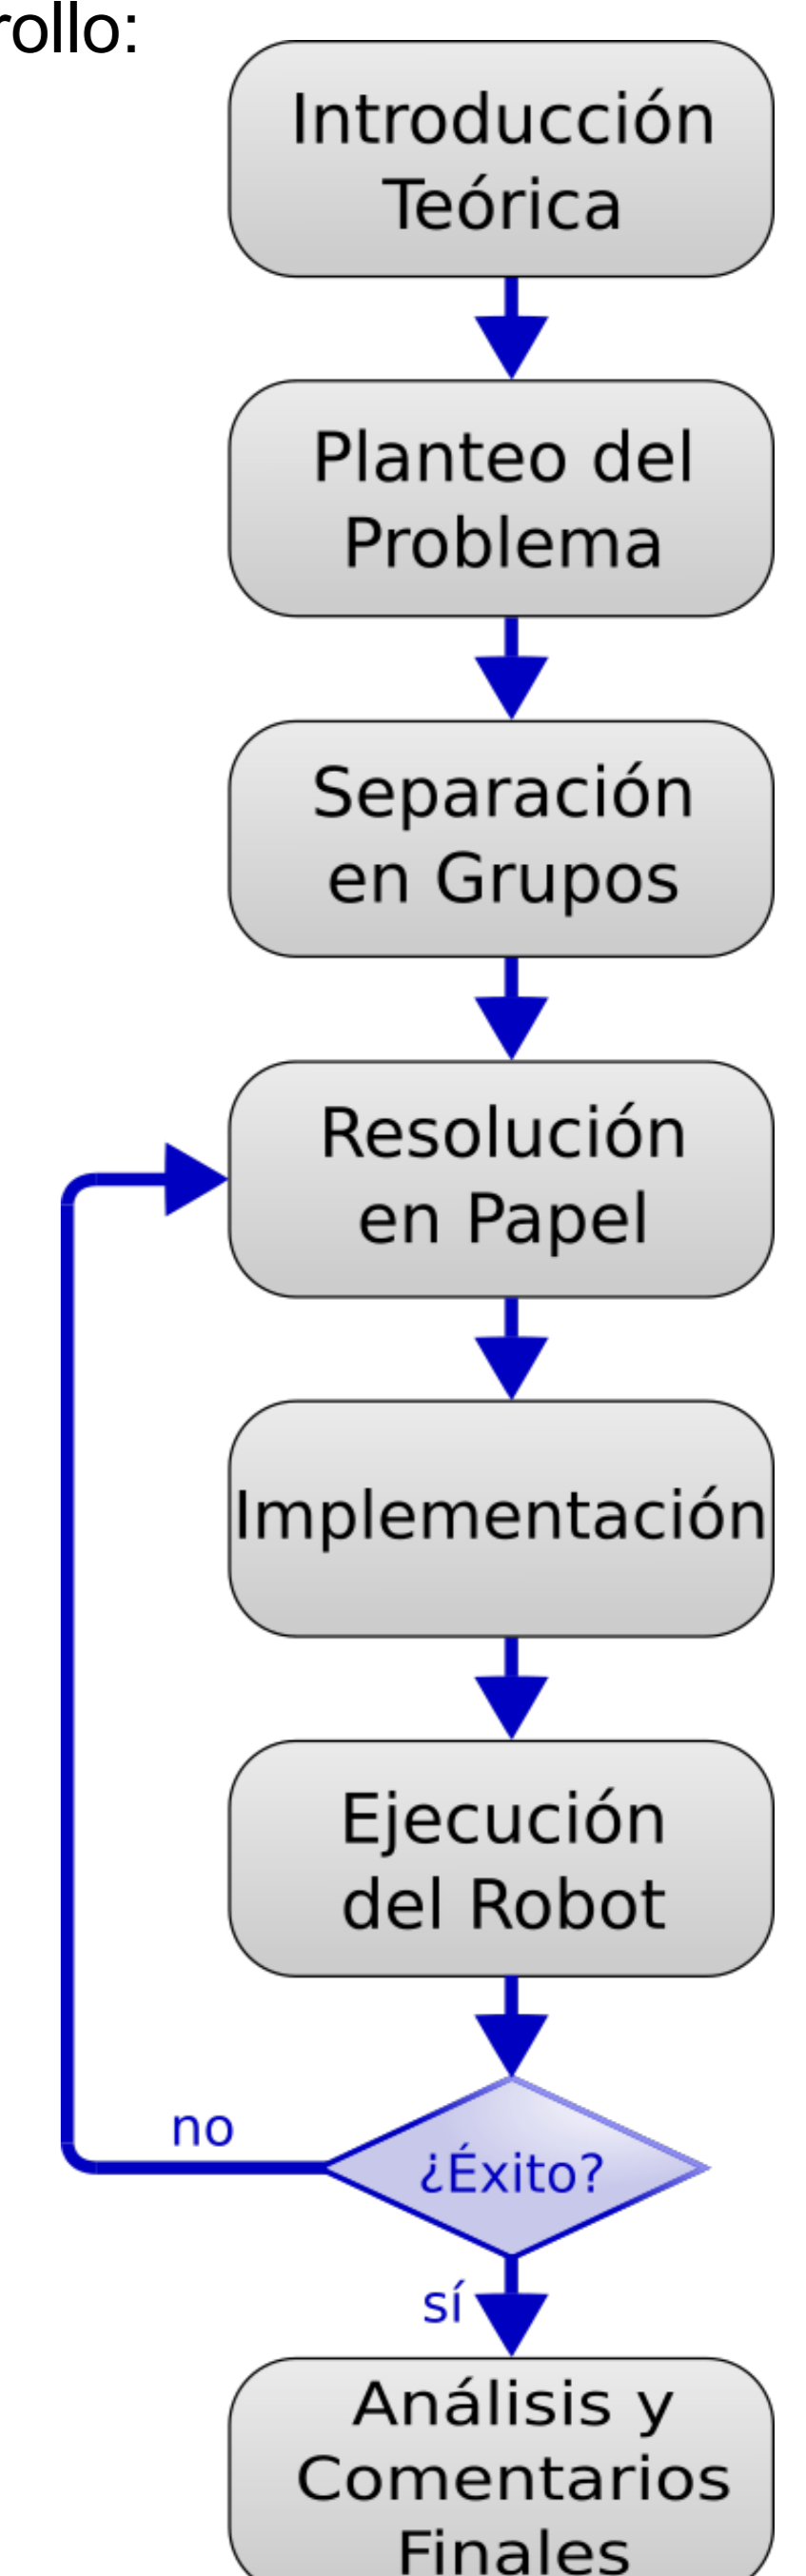 rollo:
Introducción
Teórica
Planteo del
Problema
Separación
en Grupos
Resolución
en Papel
Implementación
Ejecución
del Robot
¿Éxito?
no
sí
Análisis y
Comentarios
Finales